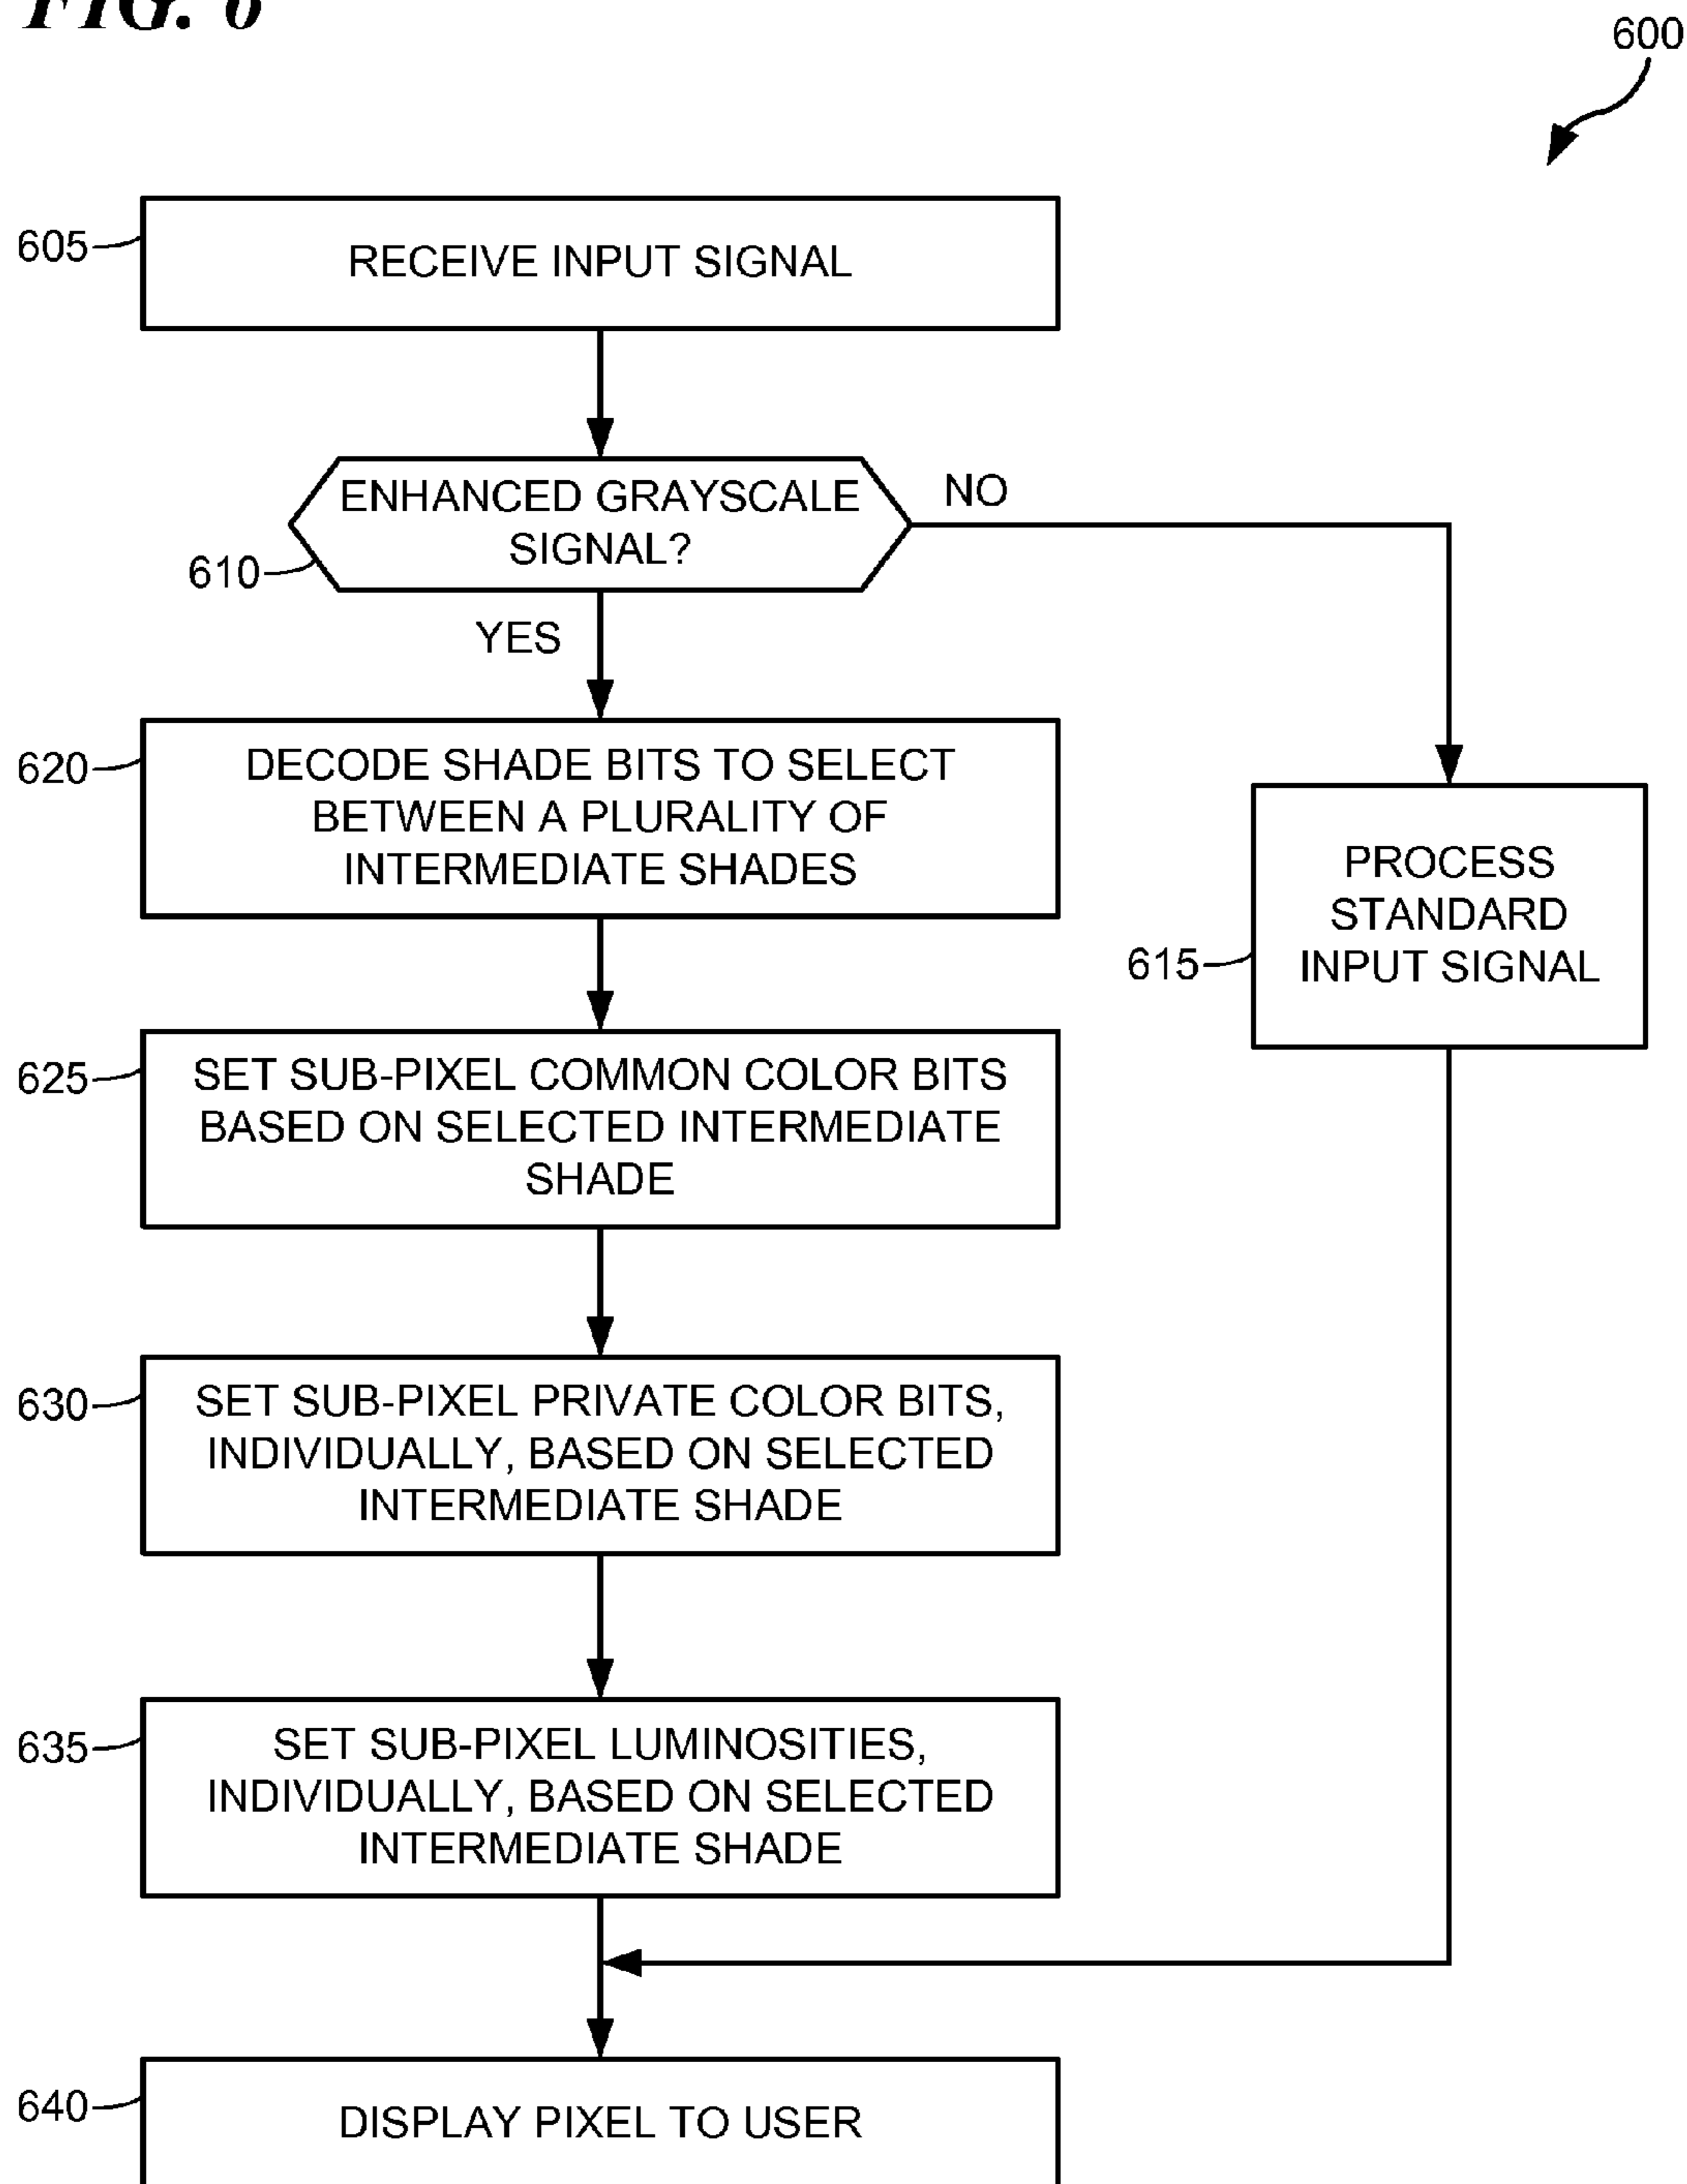 FIG. 6
600
605
RECEIVE INPUT SIGNAL
ENHANCED GRAYSCALE
SIGNAL?
NO
610
YES
620
DECODE SHADE BITS TO SELECT
BETWEEN A PLURALITY OF
INTERMEDIATE SHADES
PROCESS
STANDARD
INPUT SIGNAL
615
625
SET SUB-PIXEL COMMON COLOR BITS
BASED ON SELECTED INTERMEDIATE
SHADE
630
SET SUB-PIXEL PRIVATE COLOR BITS,
INDIVIDUALLY, BASED ON SELECTED
INTERMEDIATE SHADE
635
SET SUB-PIXEL LUMINOSITIES,
INDIVIDUALLY, BASED ON SELECTED
INTERMEDIATE SHADE
640
DISPLAY PIXEL TO USER